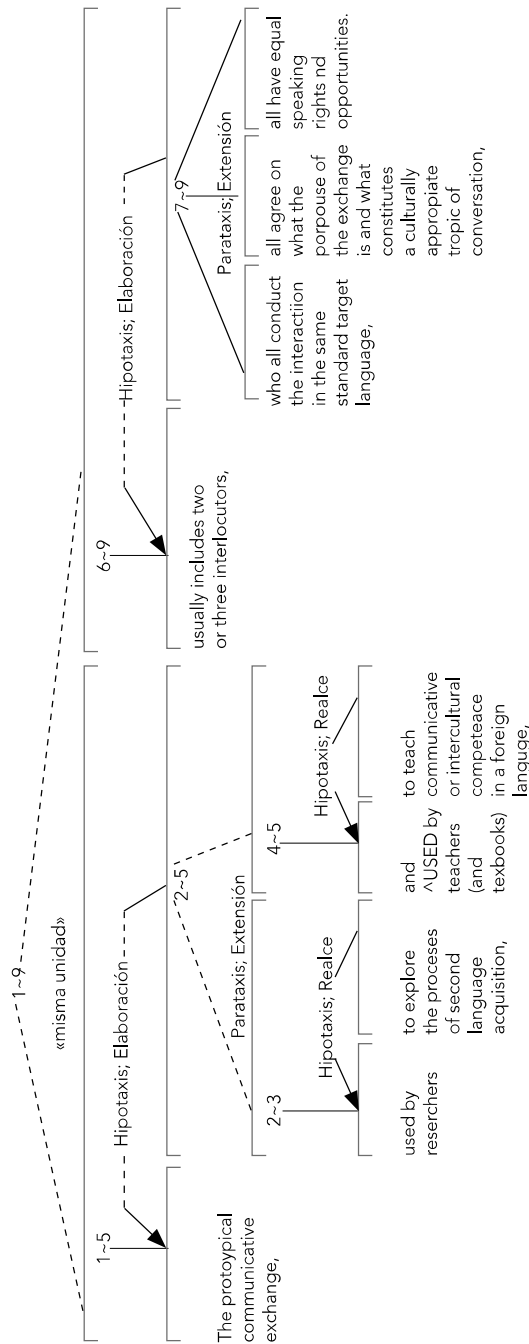 1~9
«misma unidad»
1~5
Hipotaxis; Elaboración
The protoypical
communicative
exchange,
2~5
Parataxis; Extensión
2~3
Hipotaxis; Realce
used by
reserchers
to explore
the proceses
of second
language
acquisition,
4~5
Hipotaxis; Realce
and
^USED by
teachers
(and
texbooks)
to teach
communicative
or intercultural
competeace
in a foreign
languge,
6~9
Hipotaxis; Elaboración
usually includes two
or three interlocutors,
7~9
Parataxis; Extensión
who all conduct
the interactiion
in the same
standard target
language,
all agree on
what the
porpouse of
the exchange
is and what
constitutes
a culturally
appropiate
tropic of
conversation,
all have equal
speaking
rights nd
opportunities.